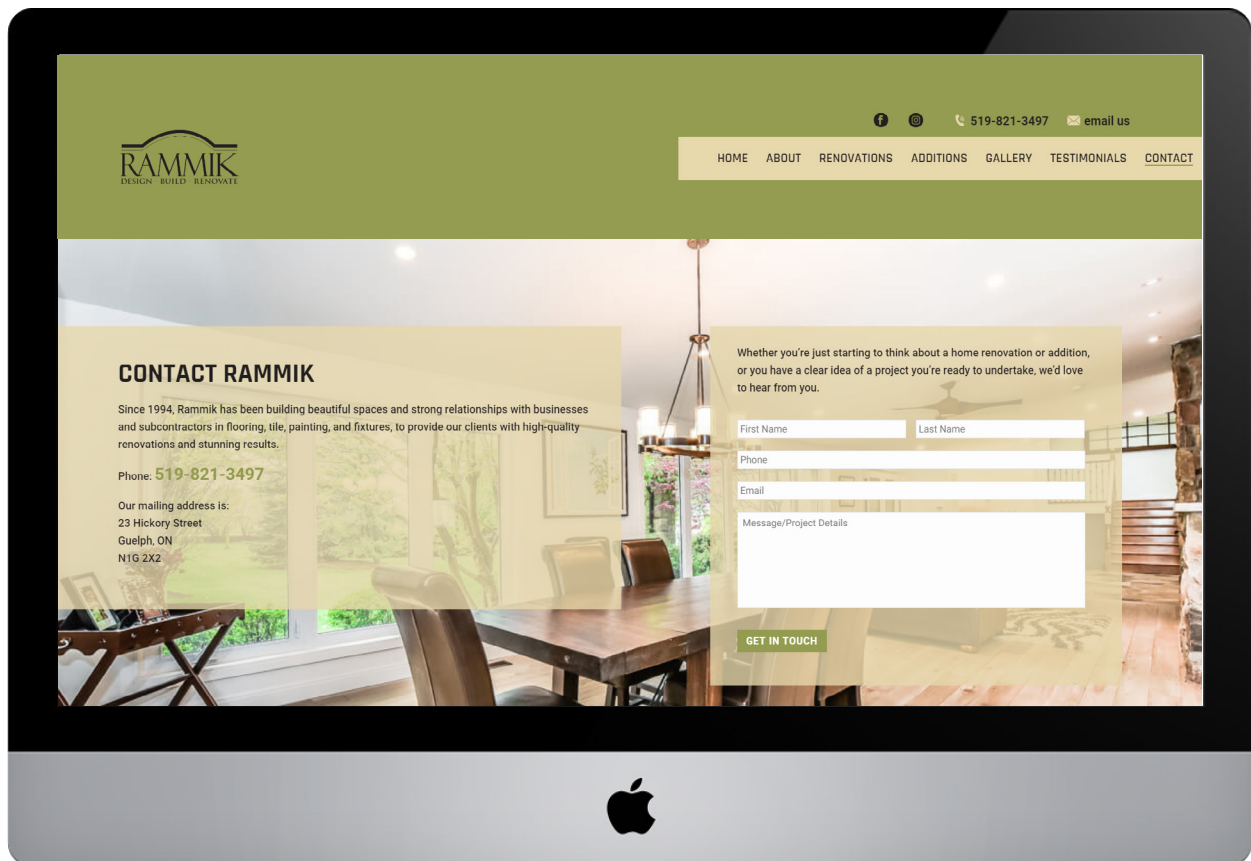 519-821-3497 email us
RAMMIK
DESIGN BUILD RENOVATE
HOME ABOUT RENOVATIONS ADDITIONS GALLERY TESTIMONIALS CONTACT
CONTACT RAMMIK
Since 1994, Rammik has been building beautiful spaces and strong relationships with businesses
and subcontractors in flooring, tile, painting, and fixtures, to provide our clients with high-quality
renovations and stunning results.
Phone: 519-821-3497
Our mailing address is:
23 Hickory Street
Guelph, ON
N1G 2X2
Whether you're just starting to think about a home renovation or addition,
or you have a clear idea of a project you're ready to undertake, we'd love
to hear from you.
First Name Last Name
Phone
Email
Message/Project Details
GET IN TOUCH